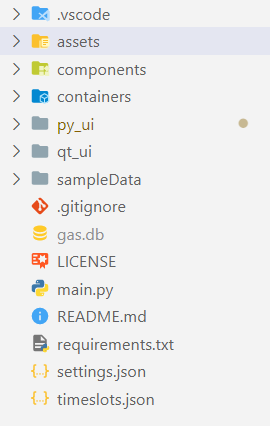 .vscode
assets
components
containers
py_ui
qt_ui
sampleData
.gitignore
gas.db
LICENSE
main.py
README.md
requirements.txt
settings.json
timeslots.json